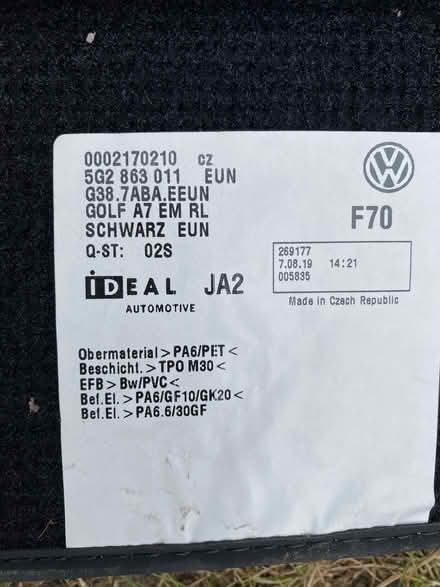 0002170210 cz
5G2 863 011 EUN
G38.7ABA.EEUN
GOLF A7 EM RL
SCHWARZ EUN
Q-ST: 02S
VW
F70
269177
7.08.19 14:21
005835
Made in Czech Republic
iDEAL JA2
AUTOMOTIVE
Obermaterial>PA6/PET<
Beschicht.>TPO M30<
EFB>Bw/PVC<
Bef.El.>PA6/GF10/GK20<
Bef.El.>PA6.6/30GF